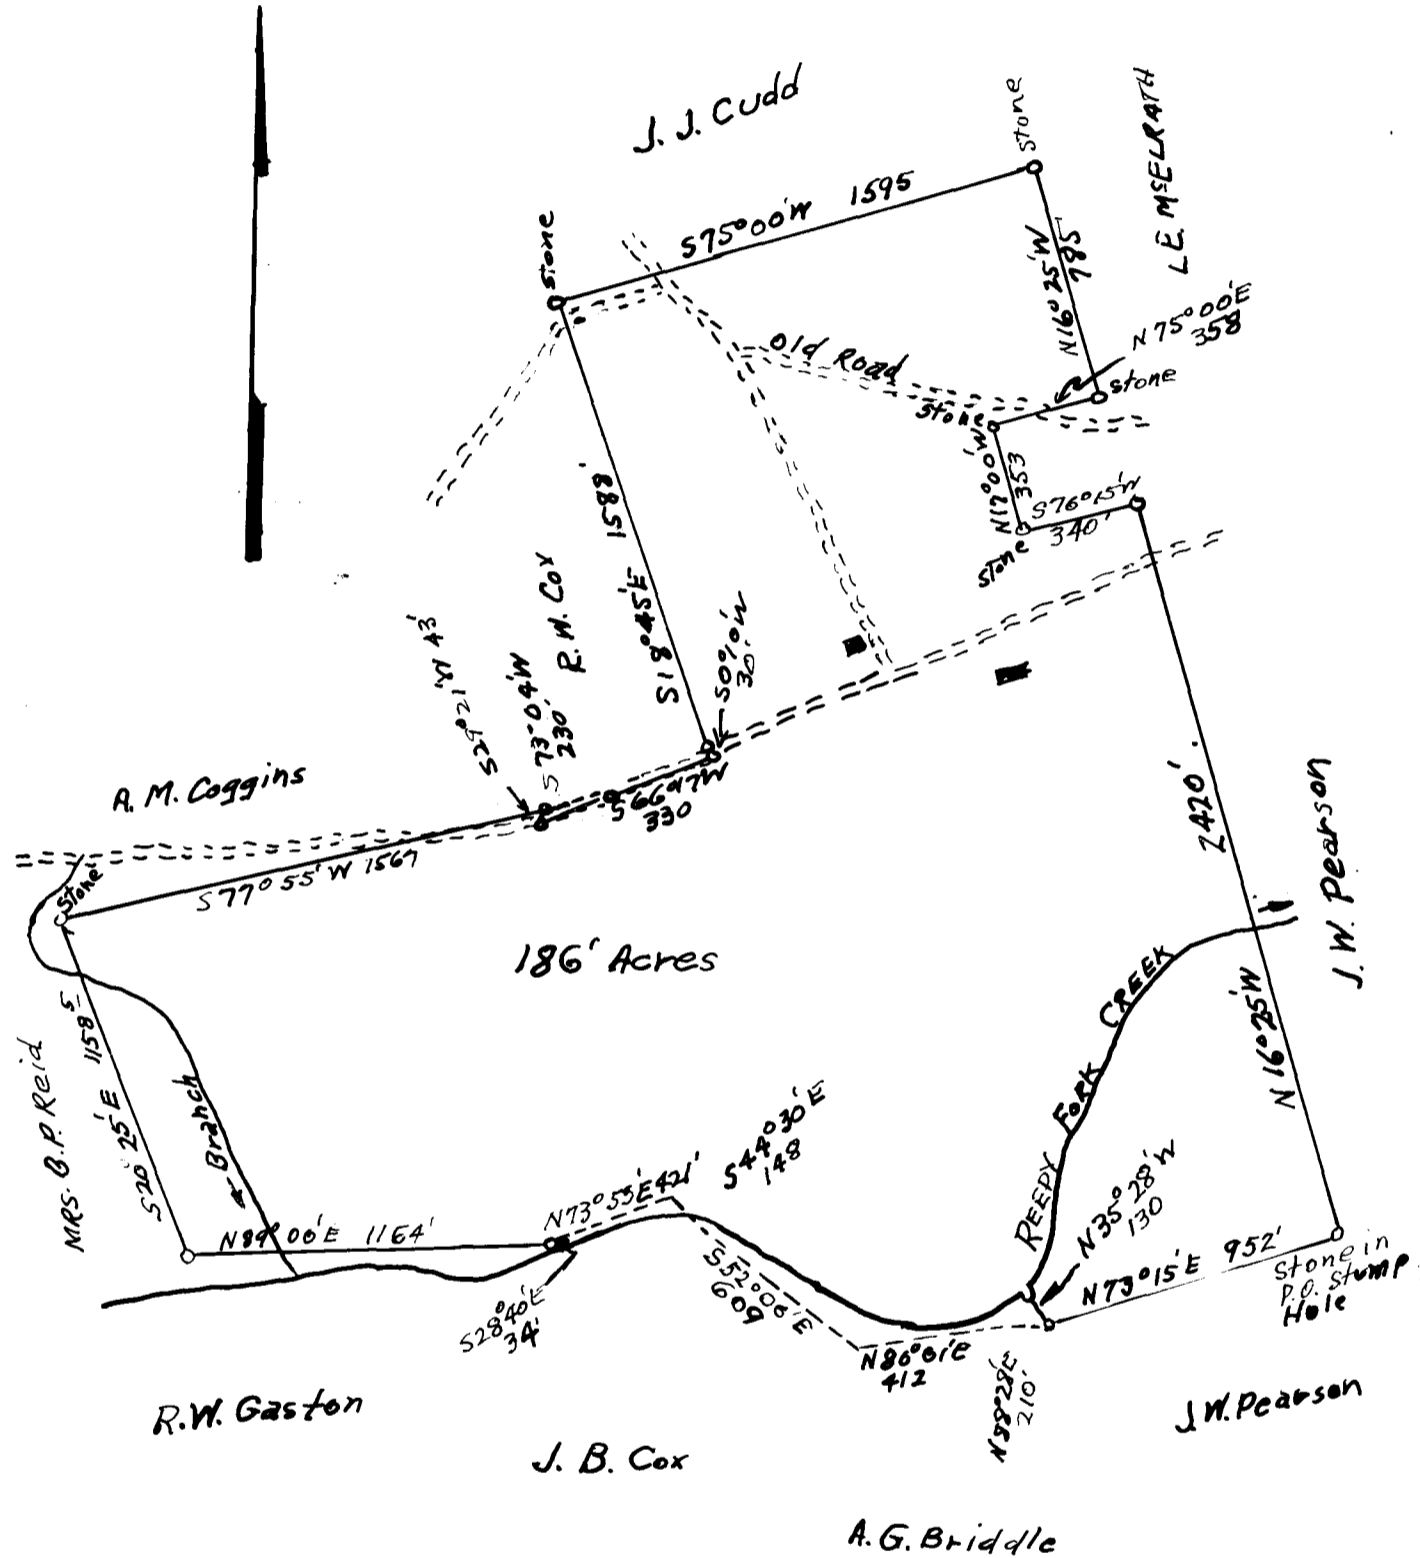 J. J. Cudd
Stone
L.E. McELRATH
S75°00'W 1595
Stone
N16°25'W
785'
N75°00'E
358
Old Road
Stone
Stone
N17°00'W
353
S76°15'W
340'
Stone
S18°45'E 1588'
R.W. Cox
S0°10'W
30'
S29°21'W 43'
S73°04'W
230'
S66°47'W
330
A.M. Coggins
Stone
S77°55'W 1567
186' Acres
2420'
N16°25'W
J.W. Pearson
REEDY FORK CREEK
MRS. B.P. Reid
S20°25'E 1158.5
Branch
N89°00'E 1164'
N73°53'E 421'
S44°30'E
148
S28°40'E
34'
S52°06'E
609
N86°01'E
412
N88°28'E
210'
N35°28'W
130
N73°15'E 952'
Stone in
P.O. Stump
Hole
R.W. Gaston
J.B. Cox
J.W. Pearson
A.G. Briddle